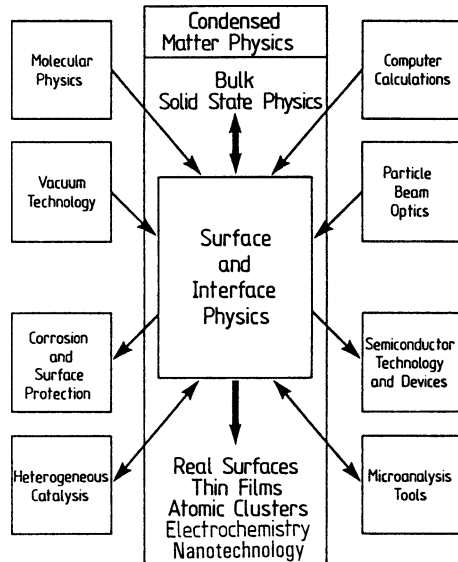 Condensed
Matter Physics
Molecular
Physics
Bulk
Solid State Physics
Computer
Calculations
Vacuum
Technology
Surface
and
Interface
Physics
Particle
Beam
Optics
Corrosion
and
Surface
Protection
Semiconductor
Technology
and Devices
Heterogeneous
Catalysis
Real Surfaces
Thin Films
Atomic Clusters
Electrochemistry
Nanotechnology
Microanalysis
Tools